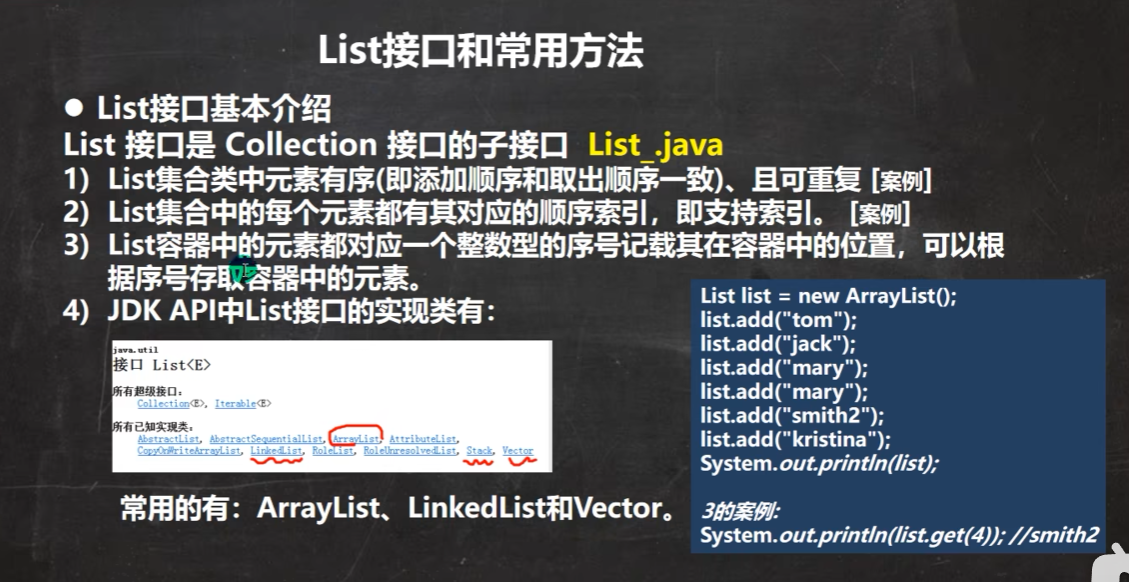 List接口和常用方法
● List接口基本介绍
List 接口是 Collection 接口的子接口 List_.java
1) List集合类中元素有序(即添加顺序和取出顺序一致)、且可重复 [案例]
2) List集合中的每个元素都有其对应的顺序索引，即支持索引。 [案例]
3) List容器中的元素都对应一个整数型的序号记载其在容器中的位置，可以根
据序号存取容器中的元素。
4) JDK API中List接口的实现类有：
java.util
接口 List<E>
所有超级接口：
Collection<E>, Iterable<E>
所有已知实现类：
AbstractList, AbstractSequentialList, ArrayList, AttributeList,
CopyOnWriteArrayList, LinkedList, RoleList, RoleUnresolvedList, Stack, Vector
常用的有：ArrayList、LinkedList和Vector。
List list = new ArrayList();
list.add("tom");
list.add("jack");
list.add("mary");
list.add("mary");
list.add("smith2");
list.add("kristina");
System.out.println(list);
3的案例:
System.out.println(list.get(4)); //smith2